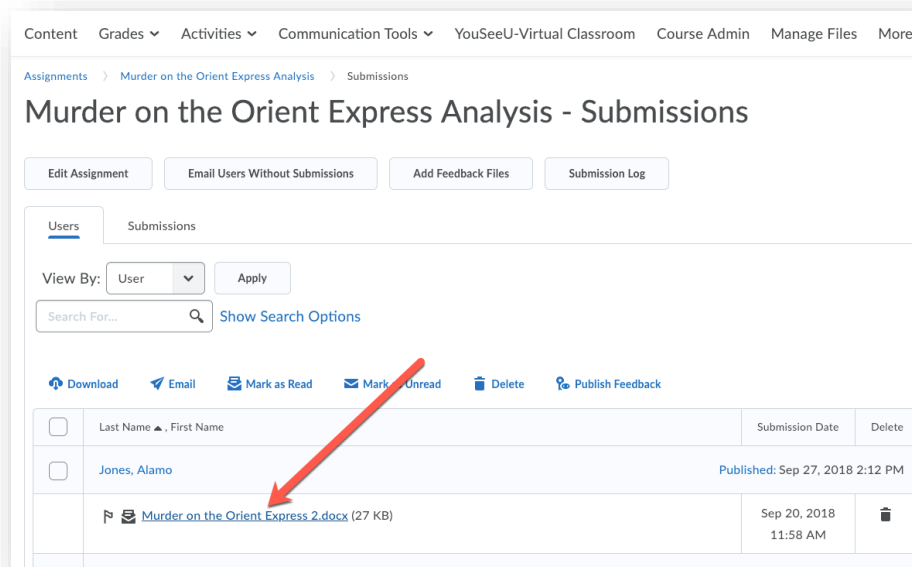 Content Grades Activities Communication Tools YouSeeU-Virtual Classroom Course Admin Manage Files More
Assignments Murder on the Orient Express Analysis Submissions
Murder on the Orient Express Analysis - Submissions
Edit Assignment Email Users Without Submissions Add Feedback Files Submission Log
Users Submissions
View By: User Apply
Search For... Show Search Options
Download Email Mark as Read Mark as Unread Delete Publish Feedback
Last Name , First Name Submission Date Delete
Jones, Alamo Published: Sep 27, 2018 2:12 PM
Murder on the Orient Express 2.docx (27 KB) Sep 20, 2018
11:58 AM